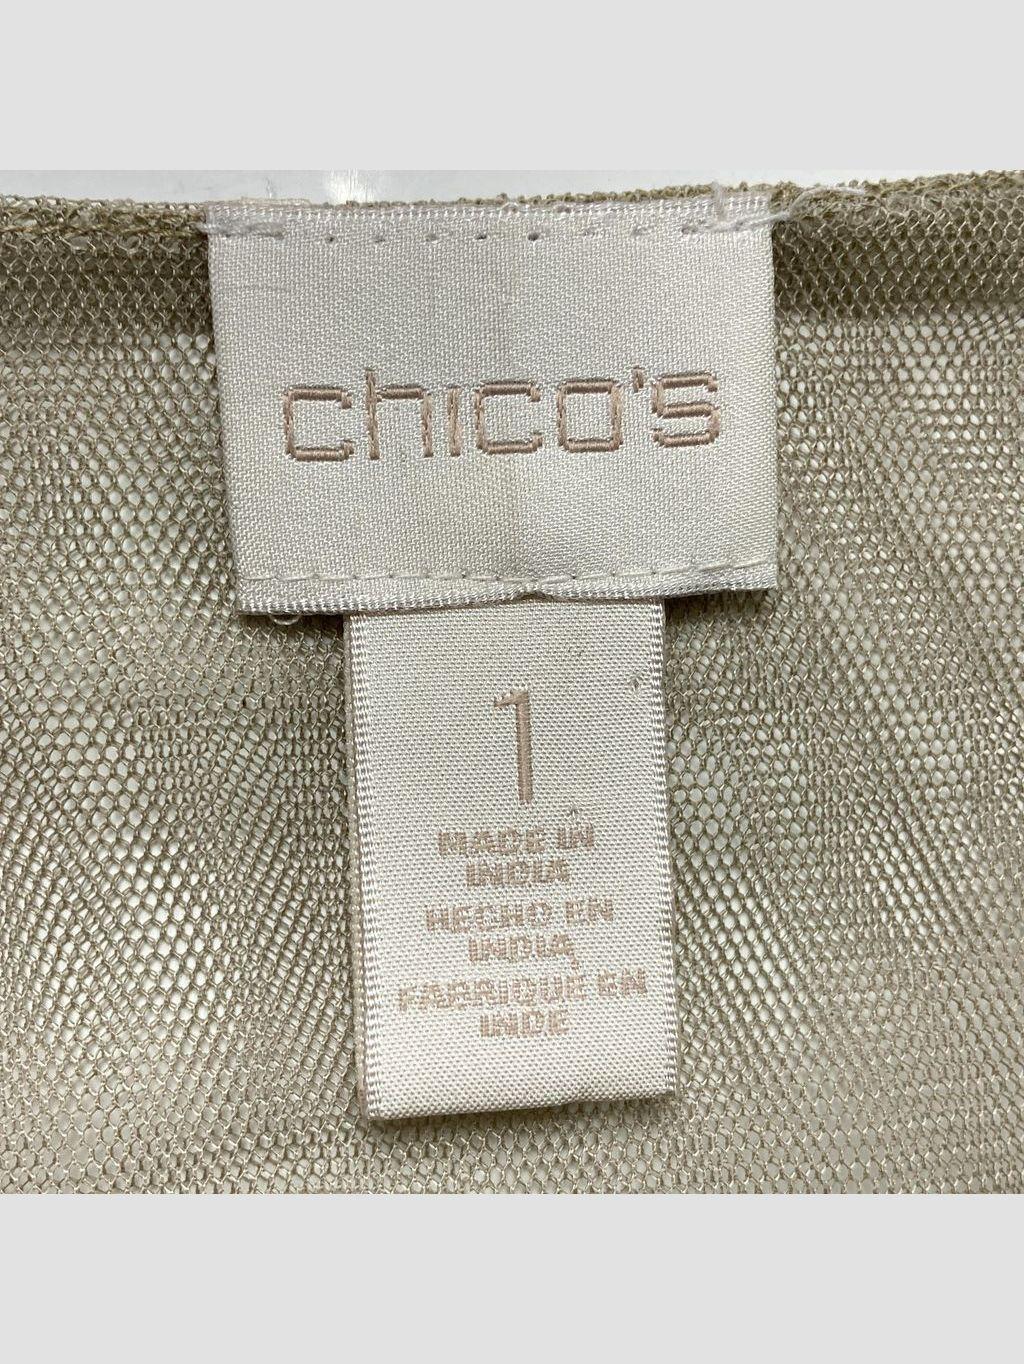 chico's
1
MADE IN
INDIA
HECHO EN
INDIA
FABRIQUE EN
INDE